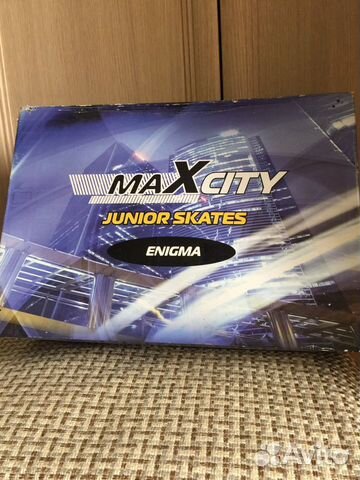 MAXCITY
JUNIOR SKATES
ENIGMA
Avito